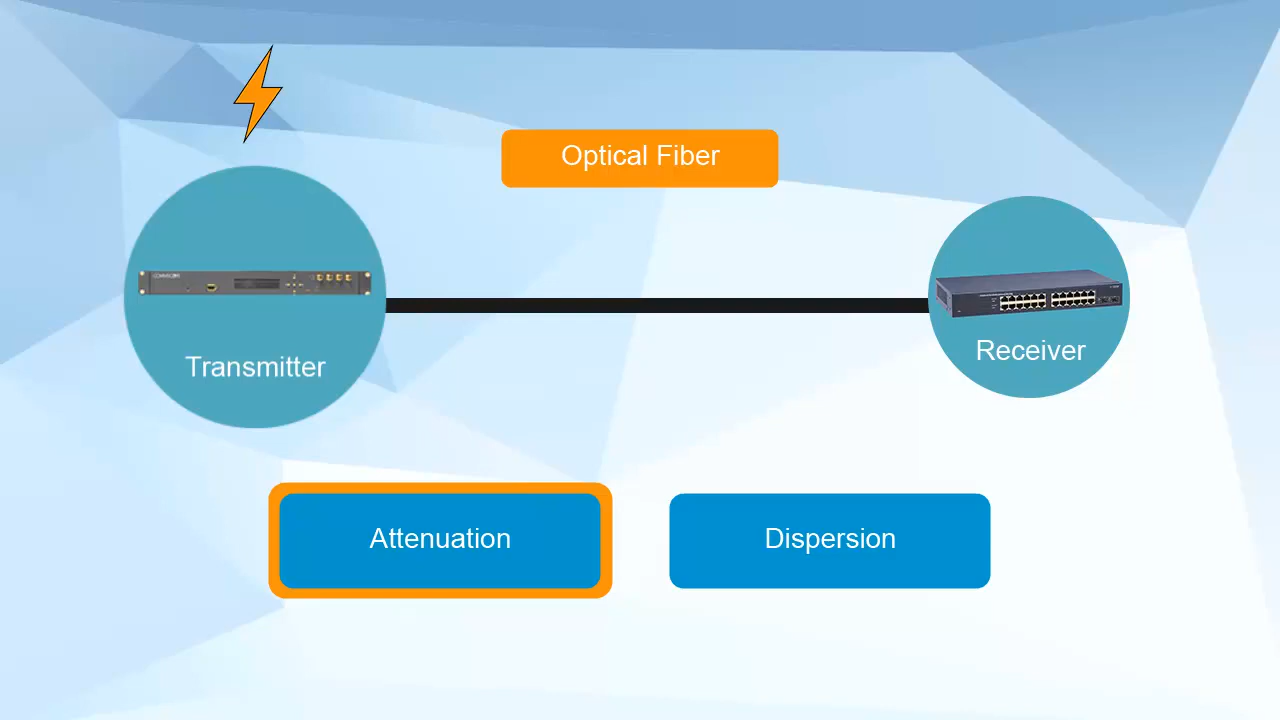 Optical Fiber
Transmitter
Receiver
Attenuation
Dispersion